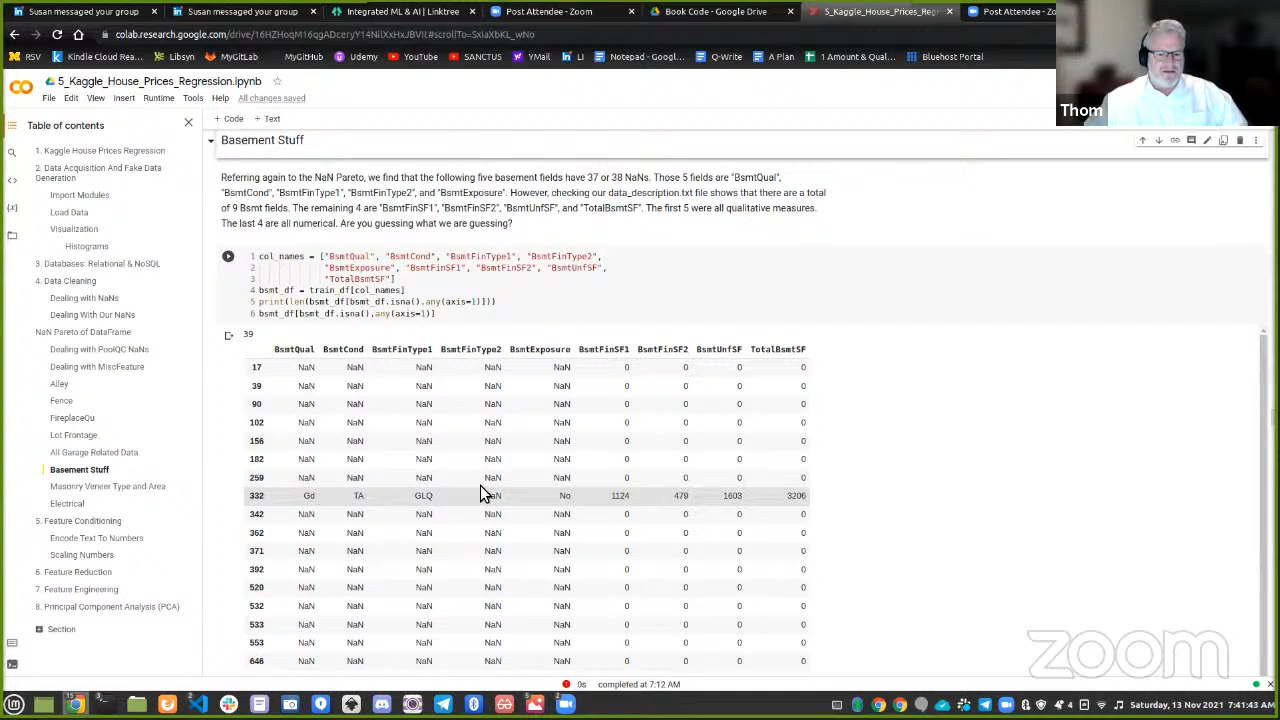 Susan managed your group
Susan managed your group
Integrated ML & AI | Linktree
Post Attendee - Zoom
Book Code - Google Drive
5_Kaggle_House_Prices_Regre
Post Attendee - Zoom
colab.research.google.com/drive/16HZHoqM16qgADceryY14NilXxHxJBVIt#scrollTo=SxiaXbKL_wNo
RSV
Kindle Cloud Reade
Libsyn
MyGitLab
MyGitHub
Udemy
YouTube
SANCTUS
YMail
LI
Notepad - Google ...
Q-Write
A Plan
1 Amount & Quanti
Bluehost Portal
5_Kaggle_House_Prices_Regression.ipynb
File Edit View Insert Runtime Tools Help All changes saved
Thom
Table of contents
+ Code + Text
1. Kaggle House Prices Regression
2. Data Acquisition And Fake Data
Generation
Import Modules
Load Data
Visualization
Histograms
3. Databases: Relational & NoSQL
4. Data Cleaning
Dealing with NaNs
Dealing With Our NaNs
NaN Pareto of DataFrame
Dealing with PoolQC NaNs
Dealing with MiscFeature
Alley
Fence
FireplaceQu
Lot Frontage
All Garage Related Data
Basement Stuff
Masonry Veneer Type and Area
Electrical
5. Feature Conditioning
Encode Text To Numbers
Scaling Numbers
6. Feature Reduction
7. Feature Engineering
8. Principal Component Analysis (PCA)
Section
Basement Stuff
Referring again to the NaN Pareto, we find that the following five basement fields have 37 or 38 NaNs. Those 5 fields are "BsmtQual",
"BsmtCond", "BsmtFinType1", "BsmtFinType2", and "BsmtExposure". However, checking our data_description.txt file shows that there are a total
of 9 Bsmt fields. The remaining 4 are "BsmtFinSF1", "BsmtFinSF2", "BsmtUnfSF", and "TotalBsmtSF". The first 5 were all qualitative measures.
The last 4 are all numerical. Are you guessing what we are guessing?
1 col_names = ["BsmtQual", "BsmtCond", "BsmtFinType1", "BsmtFinType2",
2 "BsmtExposure", "BsmtFinSF1", "BsmtFinSF2", "BsmtUnfSF",
3 "TotalBsmtSF"]
4 bsmt_df = train_df[col_names]
5 print(len(bsmt_df[bsmt_df.isna().any(axis=1)]))
6 bsmt_df[bsmt_df.isna().any(axis=1)]
39
BsmtQual BsmtCond BsmtFinType1 BsmtFinType2 BsmtExposure BsmtFinSF1 BsmtFinSF2 BsmtUnfSF TotalBsmtSF
17 NaN NaN NaN NaN NaN 0 0 0 0
39 NaN NaN NaN NaN NaN 0 0 0 0
90 NaN NaN NaN NaN NaN 0 0 0 0
102 NaN NaN NaN NaN NaN 0 0 0 0
156 NaN NaN NaN NaN NaN 0 0 0 0
182 NaN NaN NaN NaN NaN 0 0 0 0
259 NaN NaN NaN NaN NaN 0 0 0 0
332 Gd TA GLQ NaN No 1124 479 1603 3206
342 NaN NaN NaN NaN NaN 0 0 0 0
362 NaN NaN NaN NaN NaN 0 0 0 0
371 NaN NaN NaN NaN NaN 0 0 0 0
392 NaN NaN NaN NaN NaN 0 0 0 0
520 NaN NaN NaN NaN NaN 0 0 0 0
532 NaN NaN NaN NaN NaN 0 0 0 0
533 NaN NaN NaN NaN NaN 0 0 0 0
553 NaN NaN NaN NaN NaN 0 0 0 0
646 NaN NaN NaN NaN NaN 0 0 0 0
zoom
0s completed at 7:12 AM
Saturday, 13 Nov 2021 7:41:43 AM